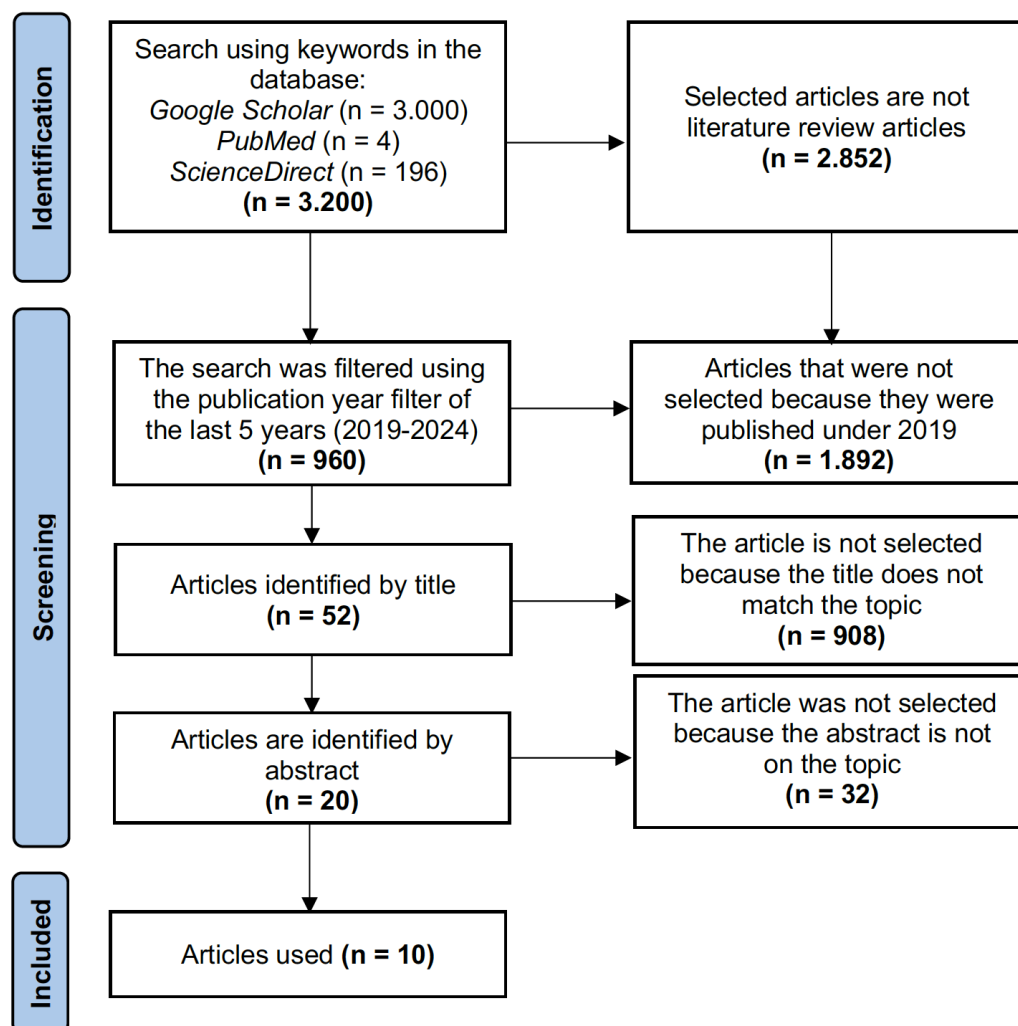 Identification
Search using keywords in the
database:
Google Scholar (n = 3.000)
PubMed (n = 4)
ScienceDirect (n = 196)
(n = 3.200)
Selected articles are not
literature review articles
(n = 2.852)
Screening
The search was filtered using
the publication year filter of
the last 5 years (2019-2024)
(n = 960)
Articles that were not
selected because they were
published under 2019
(n = 1.892)
Articles identified by title
(n = 52)
The article is not selected
because the title does not
match the topic
(n = 908)
Articles are identified by
abstract
(n = 20)
The article was not selected
because the abstract is not
on the topic
(n = 32)
Included
Articles used (n = 10)